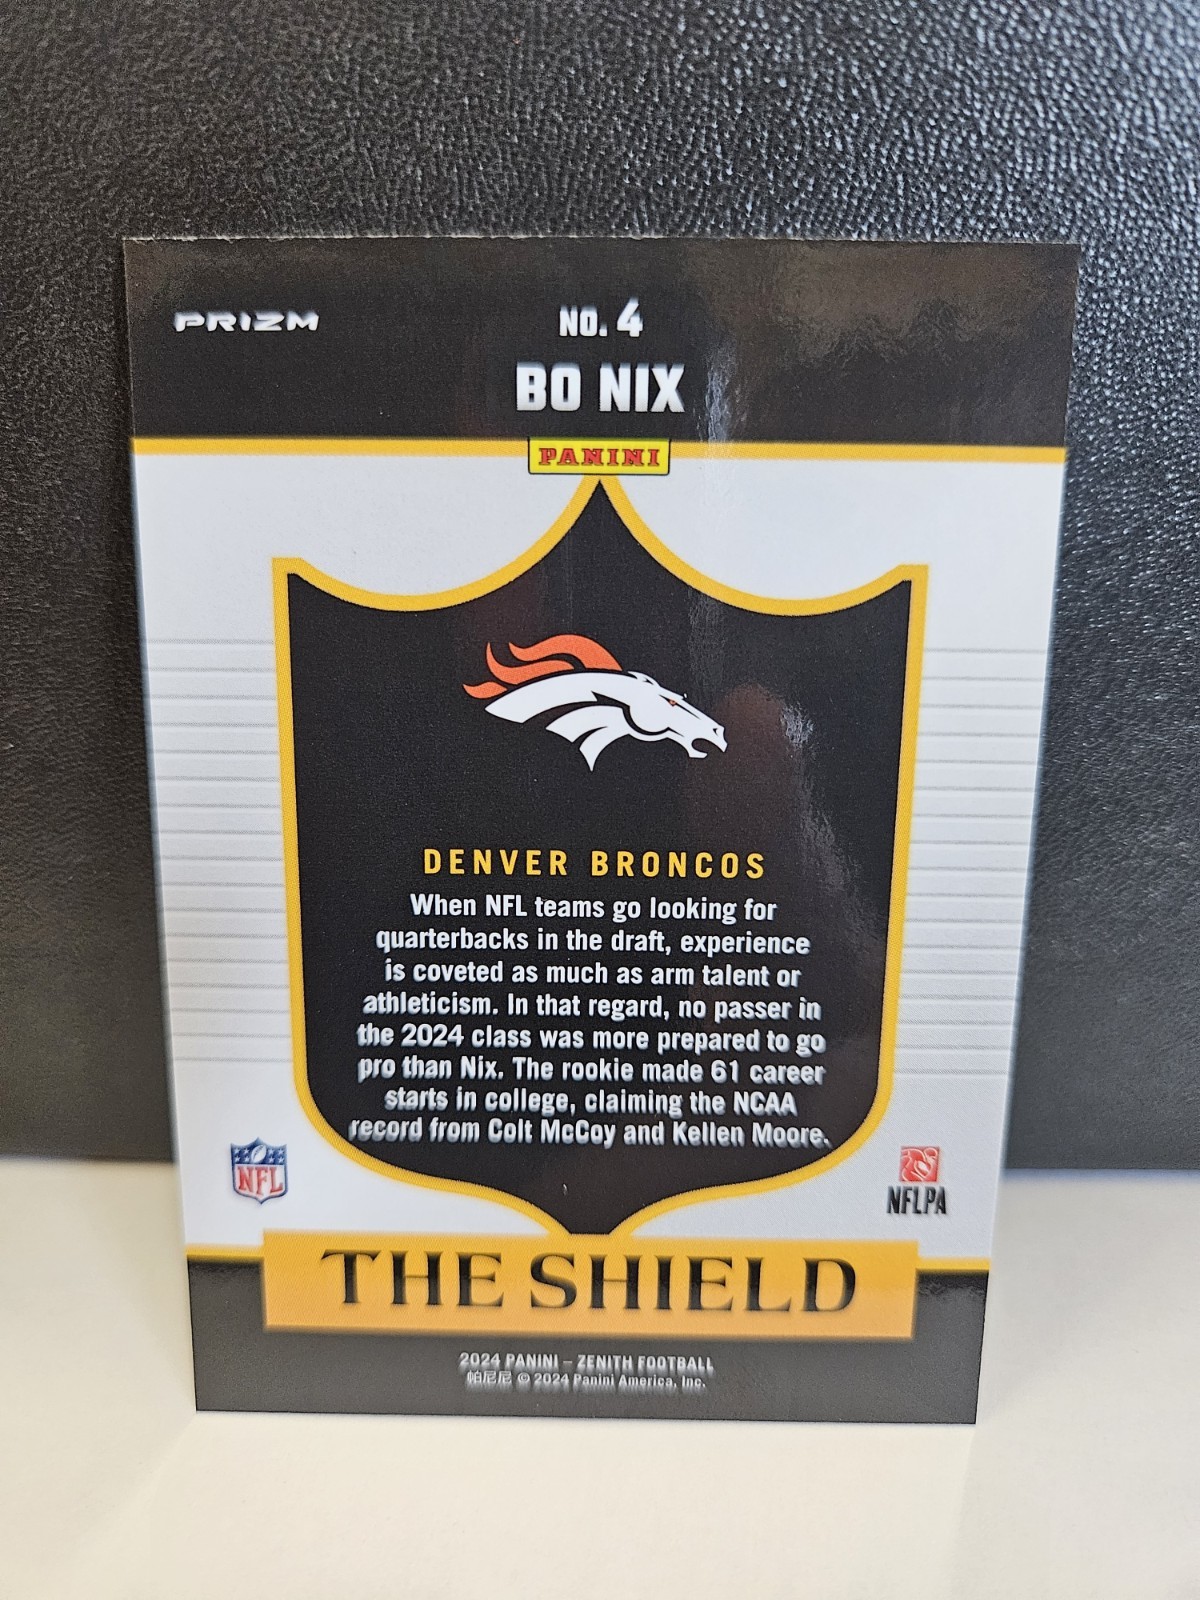 PRIZM
NO. 4
BO NIX
PANINI
DENVER BRONCOS
When NFL teams go looking for
quarterbacks in the draft, experience
is coveted as much as arm talent or
athleticism. In that regard, no passer in
the 2024 class was more prepared to go
pro than Nix. The rookie made 61 career
starts in college, claiming the NCAA
record from Colt McCoy and Kellen Moore.
NFL
NFLPA
THE SHIELD
2024 PANINI – ZENITH FOOTBALL
帕尼尼 © 2024 Panini America, Inc.